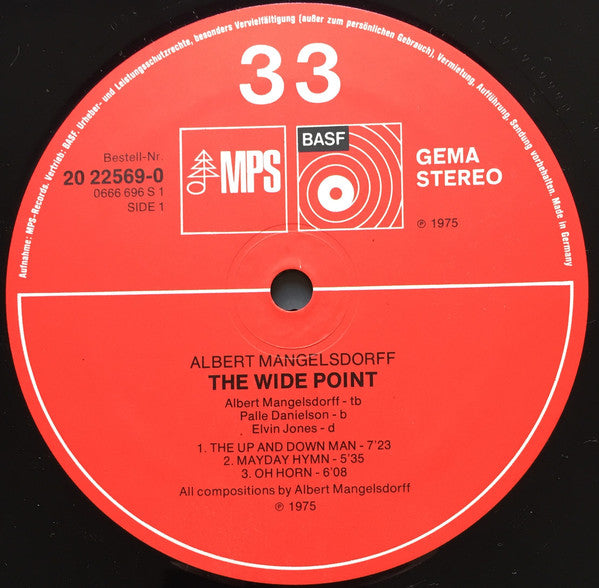 Aufnahme: MPS-Records. Vertrieb: BASF. Urheber- und Leistungsschutzrechte, besonders Vervielfältigung (außer zum persönlichen Gebrauch), Vermietung, Aufführung, Sendung vorbehalten. Made in Germany
33
Bestell-Nr.
20 22569-0
0666 696 S 1
SIDE 1
MPS
BASF
GEMA
STEREO
℗ 1975
ALBERT MANGELSDORFF
THE WIDE POINT
Albert Mangelsdorff - tb
Palle Danielson - b
Elvin Jones - d
1. THE UP AND DOWN MAN - 7'23
2. MAYDAY HYMN - 5'35
3. OH HORN - 6'08
All compositions by Albert Mangelsdorff
℗ 1975